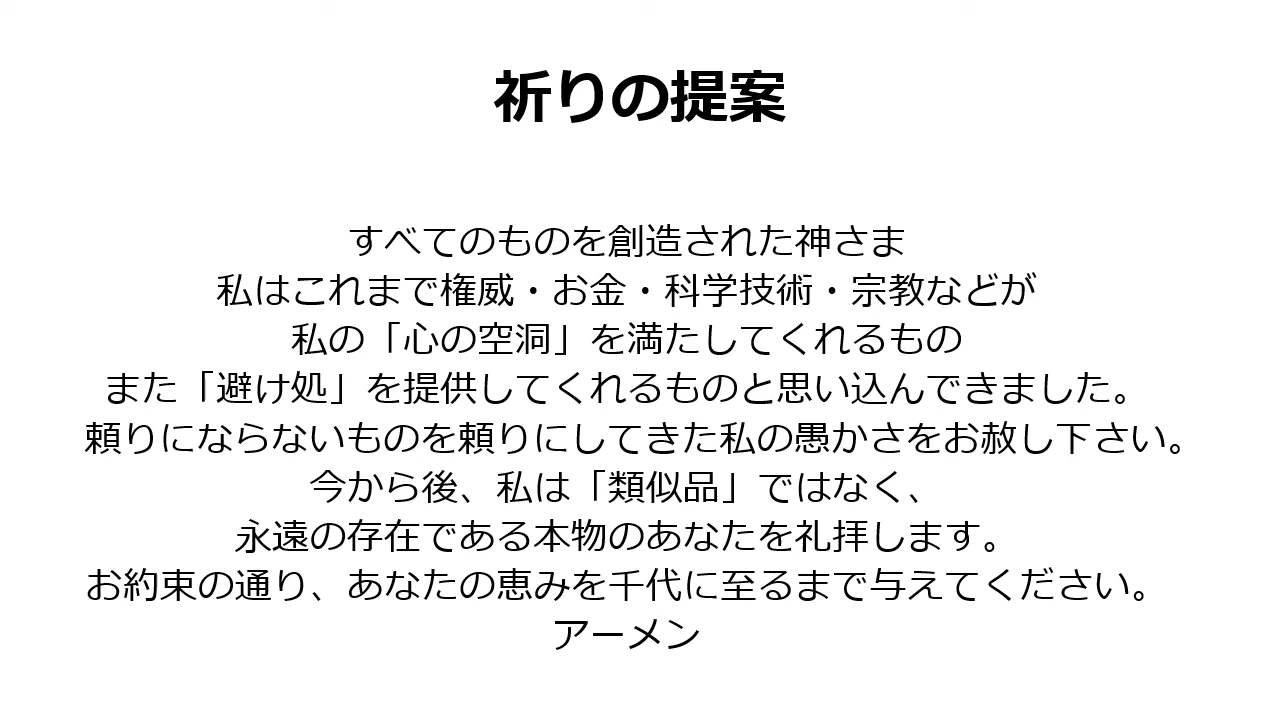 祈りの提案
すべてのものを創造された神さま
私はこれまで権威・お金・科学技術・宗教などが
私の「心の空洞」を満たしてくれるもの
また「避け処」を提供してくれるものと思い込んできました。
頼りにならないものを頼りにしてきた私の愚かさをお赦し下さい。
今から後、私は「類似品」ではなく、
永遠の存在である本物のあなたを礼拝します。
お約束の通り、あなたの恵みを千代に至るまで与えてください。
アーメン